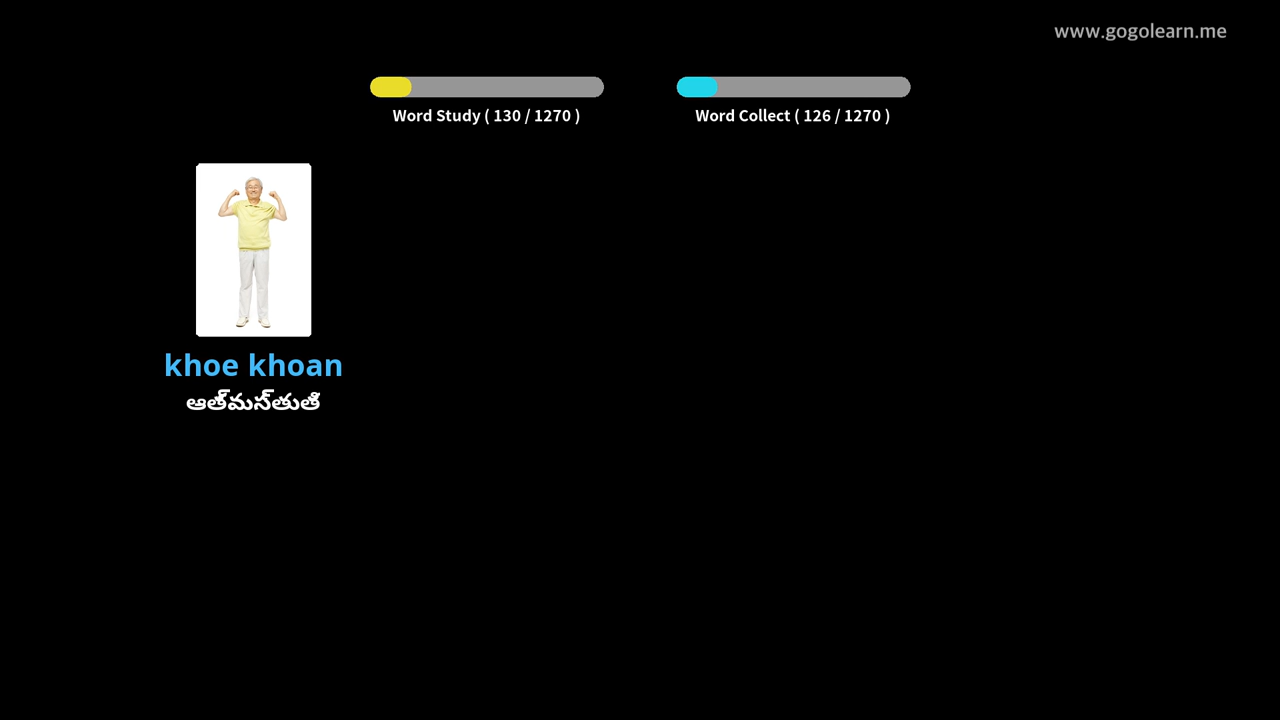 www.gogolearn.me
Word Study ( 130 / 1270 )
Word Collect ( 126 / 1270 )
khoe khoan
ఆత్మస్తుతి